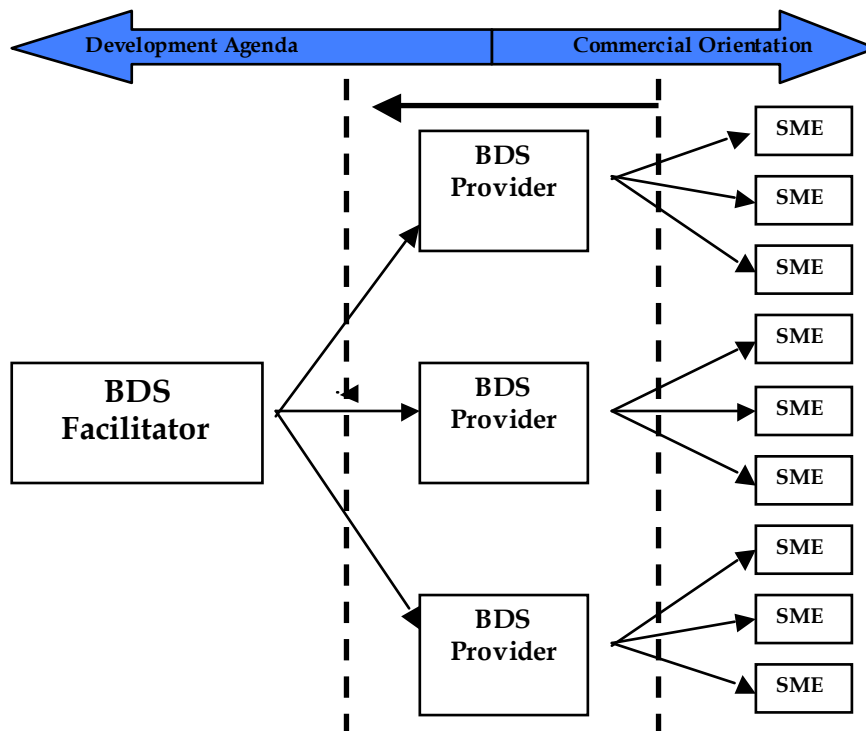 Development Agenda
Commercial Orientation
BDS
Provider
SME
SME
SME
BDS
Facilitator
BDS
Provider
SME
SME
SME
BDS
Provider
SME
SME
SME